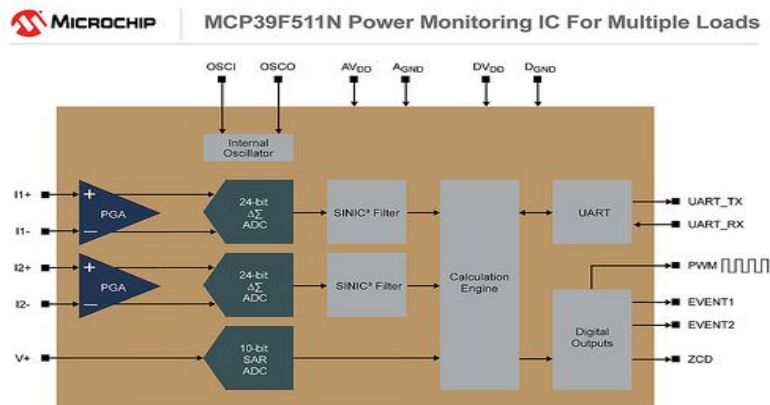 MICROCHIP
MCP39F511N Power Monitoring IC For Multiple Loads
OSCI OSCO AVDD AGND DVDD DGND
Internal
Oscillator
I1+
I1-
+
−
PGA
24-bit
ΔΣ
ADC
SINIC³ Filter
I2+
I2-
+
−
PGA
24-bit
ΔΣ
ADC
SINIC³ Filter
V+
10-bit
SAR
ADC
Calculation
Engine
UART
UART_TX
UART_RX
Digital
Outputs
PWM
EVENT1
EVENT2
ZCD